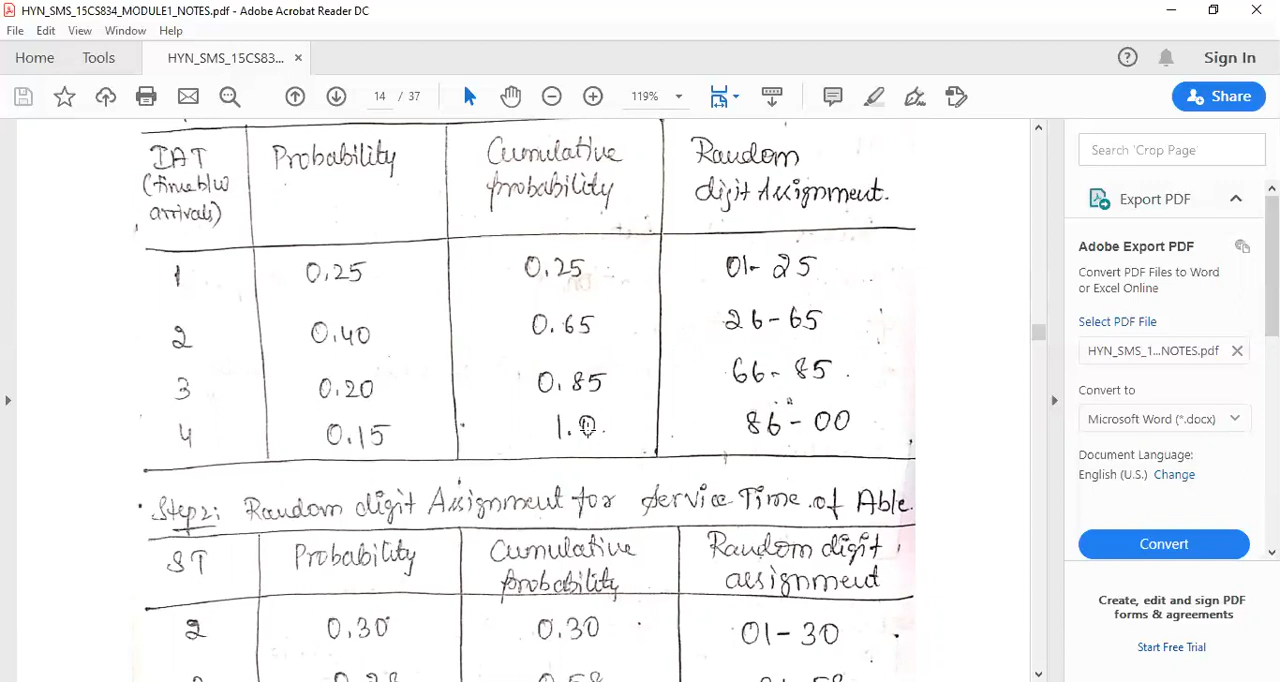 HYN_SMS_15CS834_MODULE1_NOTES.pdf - Adobe Acrobat Reader DC
File Edit View Window Help
Home Tools HYN_SMS_15CS83... × Sign In
14 / 37 119% Share
IAT Probability Cumulative Random
(time b/w probability digit Assignment.
arrivals)
1 0.25 0.25 01- 25
2 0.40 0.65 26-65
3 0.20 0.85 66-85
4 0.15 1.0 86-00
Step2: Random digit Assignment for Service Time of Able.
ST Probability Cumulative Random digit
probability assignment
2 0.30 0.30 01-30
Search 'Crop Page'
Export PDF
Adobe Export PDF
Convert PDF Files to Word
or Excel Online
Select PDF File
HYN_SMS_1...NOTES.pdf
Convert to
Microsoft Word (*.docx)
Document Language:
English (U.S.) Change
Convert
Create, edit and sign PDF
forms & agreements
Start Free Trial